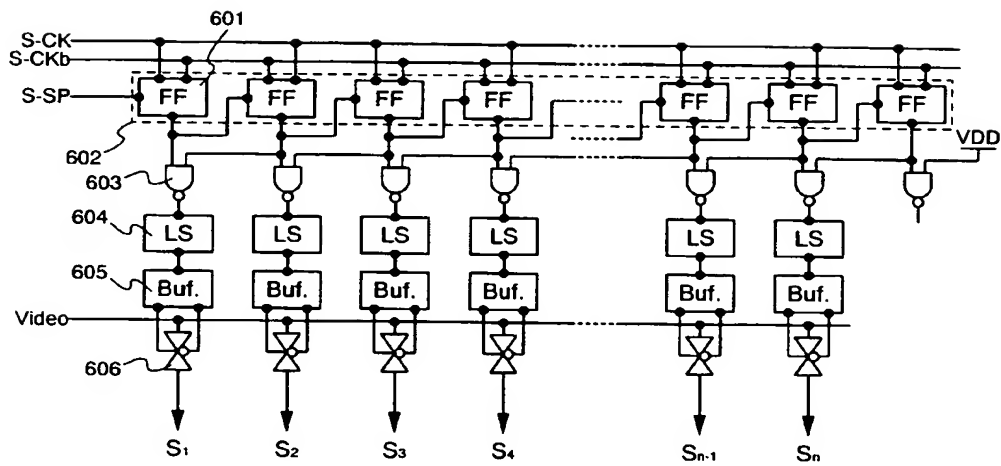 601
S-CK
S-CKb
S-SP
FF FF FF FF FF FF FF
602
VDD
603
604
LS LS LS LS LS LS
605
Buf. Buf. Buf. Buf. Buf. Buf.
Video
606
S1 S2 S3 S4 Sn-1 Sn